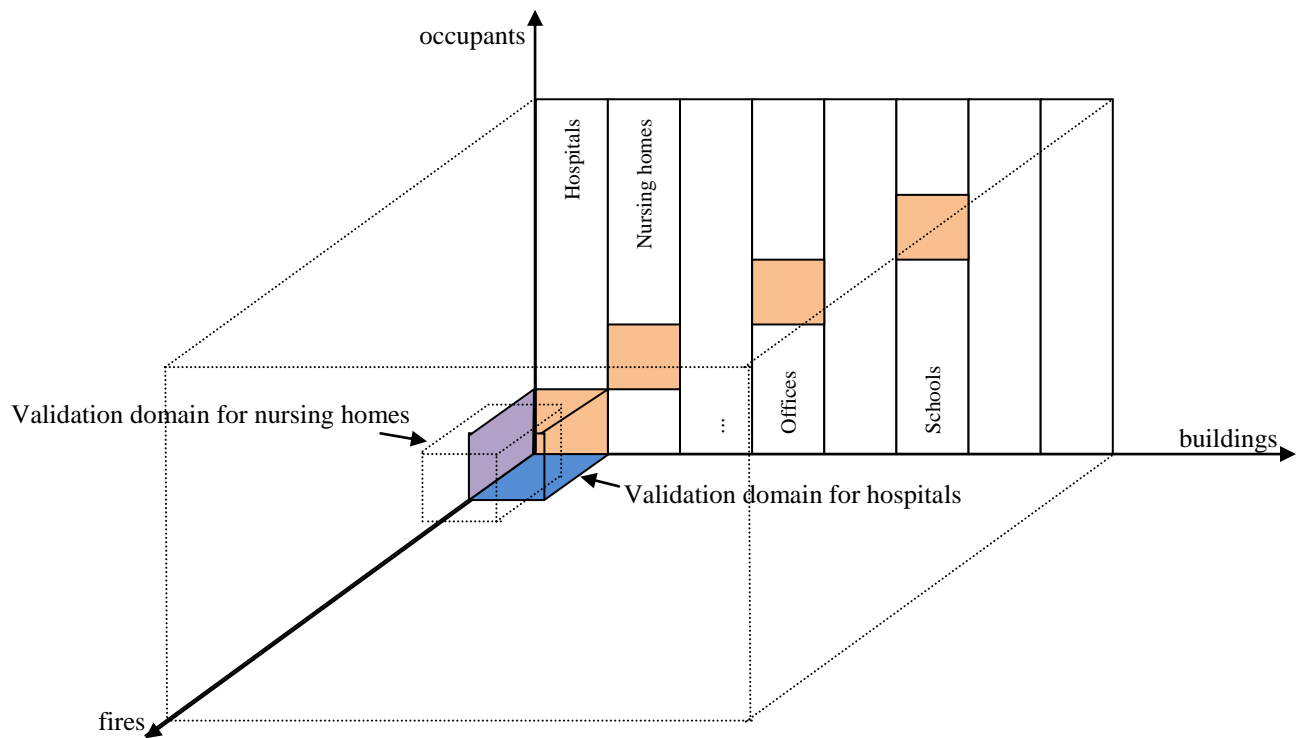 occupants
Hospitals
Nursing homes
...
Offices
Schools
Validation domain for nursing homes
buildings
Validation domain for hospitals
fires